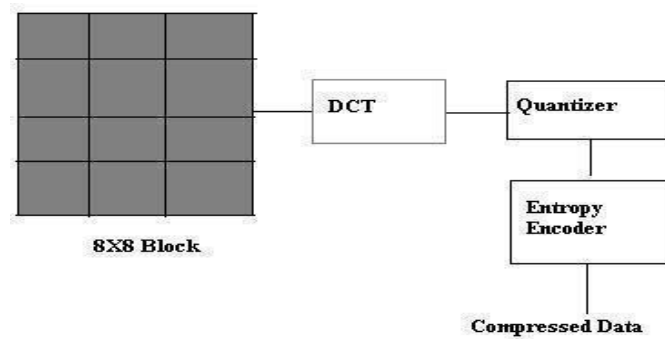 DCT
Quantizer
Entropy
Encoder
8X8 Block
Compressed Data